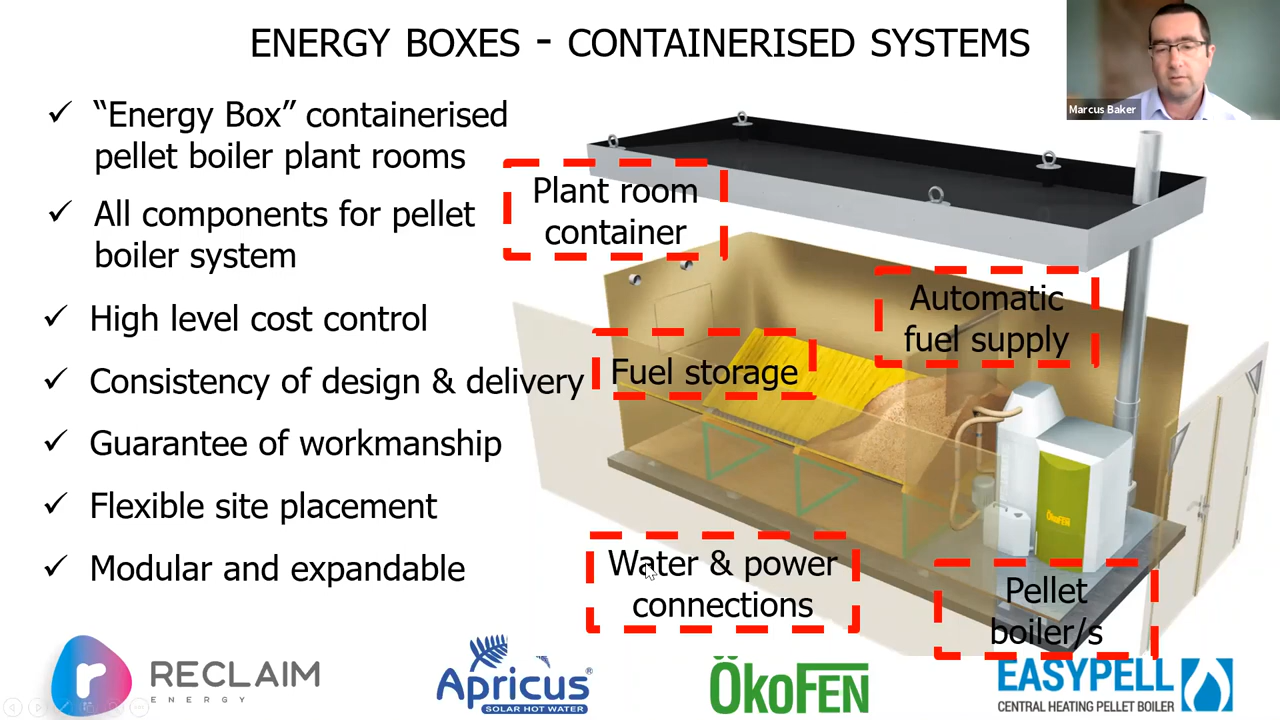 ENERGY BOXES - CONTAINERISED SYSTEMS
Marcus Baker
✓ “Energy Box” containerised
pellet boiler plant rooms
✓ All components for pellet
boiler system
✓ High level cost control
✓ Consistency of design & delivery
✓ Guarantee of workmanship
✓ Flexible site placement
✓ Modular and expandable
Plant room
container
Automatic
fuel supply
Fuel storage
ÖkoFEN
Water & power
connections
Pellet
boiler/s
r RECLAIM
ENERGY
Apricus®
SOLAR HOT WATER
ÖkoFEN
EASYPELL
CENTRAL HEATING PELLET BOILER